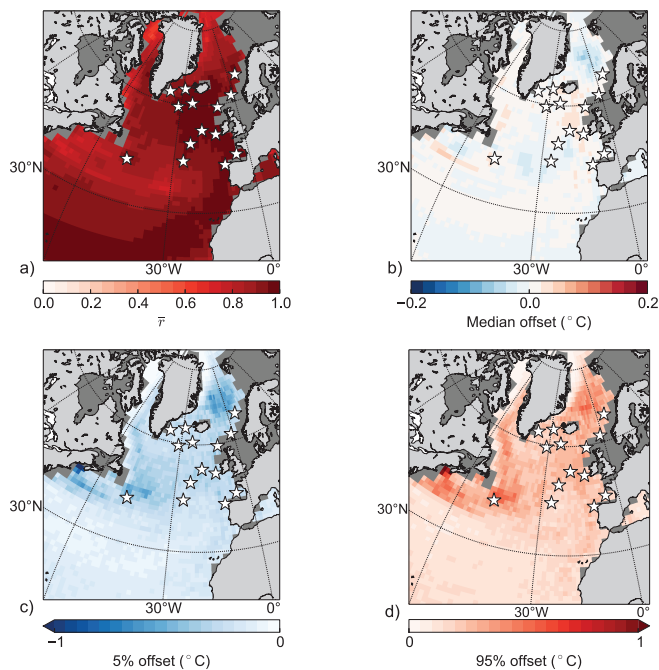 30°N
a)
30°W
0°
0.0 0.2 0.4 0.6 0.8 1.0
r̅
30°N
b)
30°W
0°
−0.2 0.0 0.2
Median offset (°C)
30°N
c)
30°W
0°
−1 0
5% offset (°C)
30°N
d)
30°W
0°
0 1
95% offset (°C)